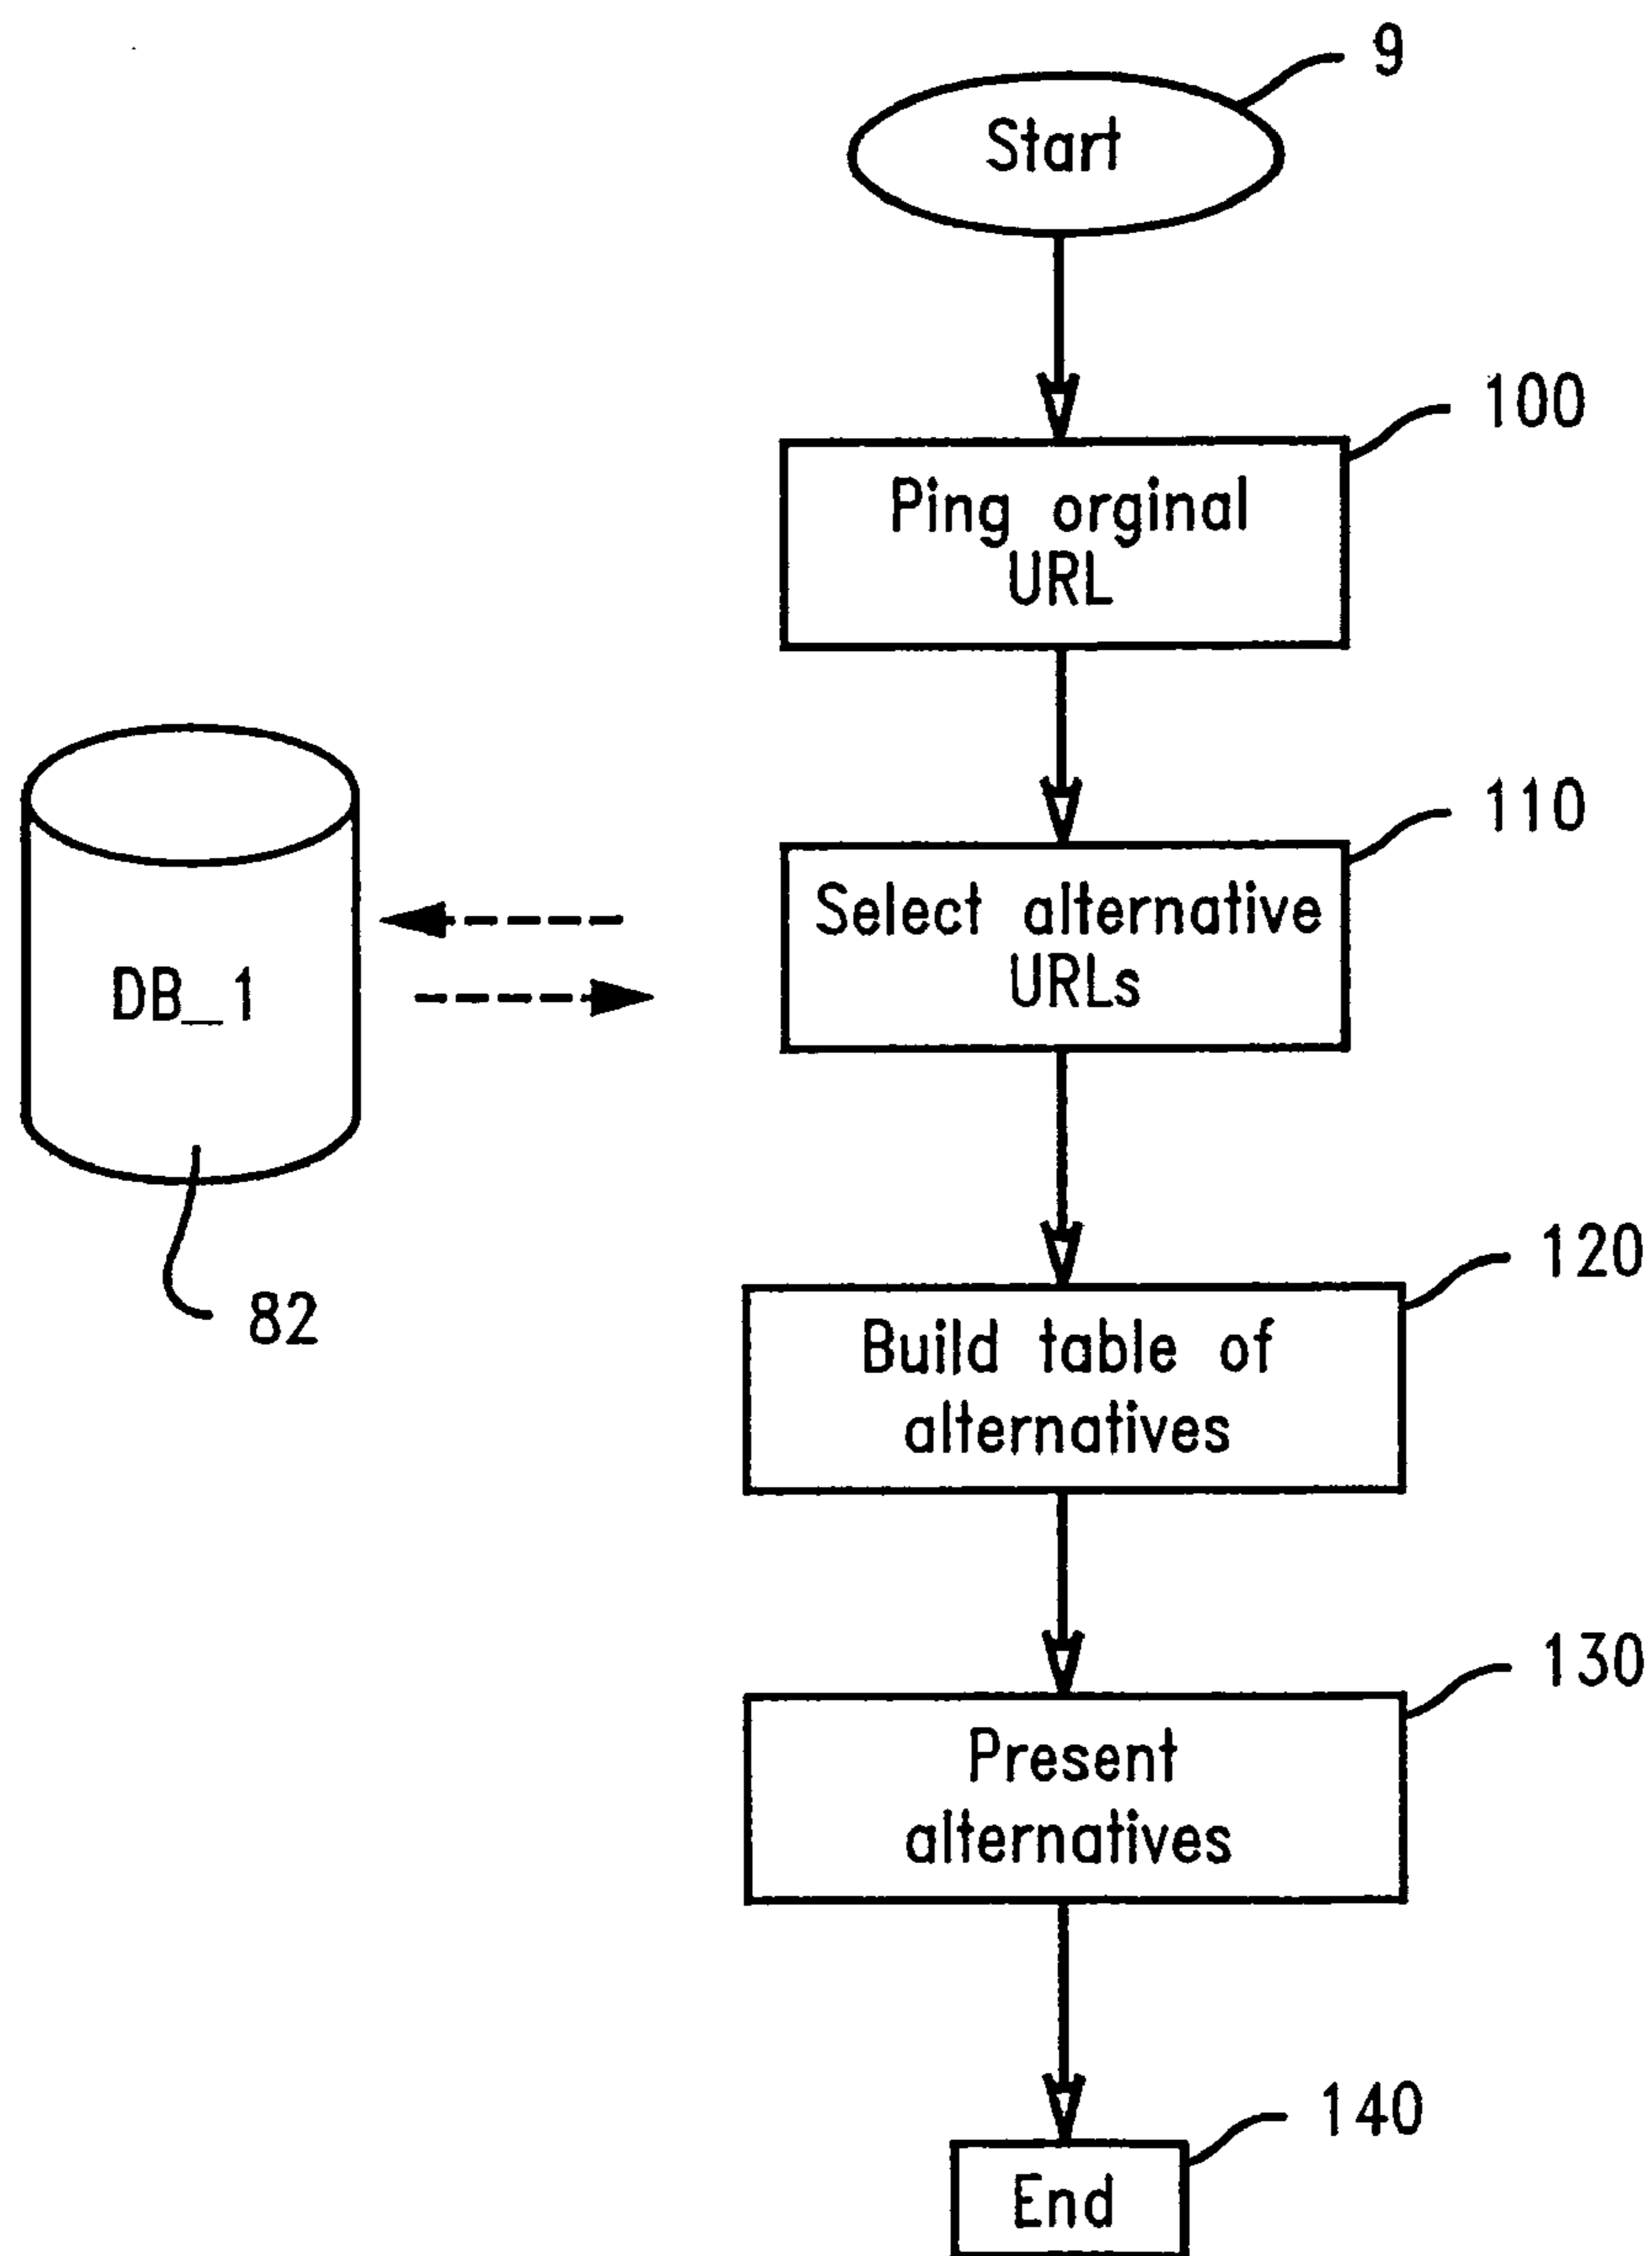 9
Start
100
Ping orginal
URL
110
Select alternative
URLs
DB_1
82
120
Build table of
alternatives
130
Present
alternatives
140
End